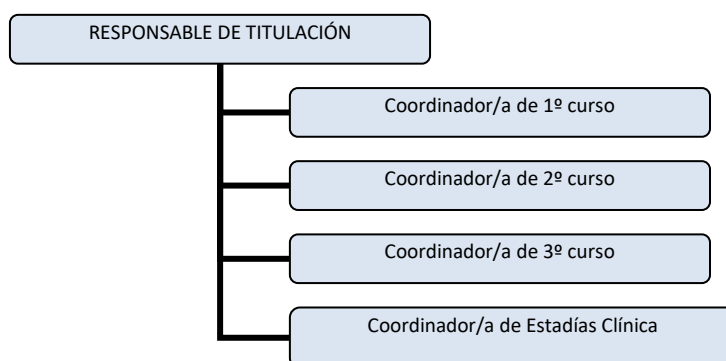 RESPONSABLE DE TITULACIÓN
Coordinador/a de 1º curso
Coordinador/a de 2º curso
Coordinador/a de 3º curso
Coordinador/a de Estadías Clínica